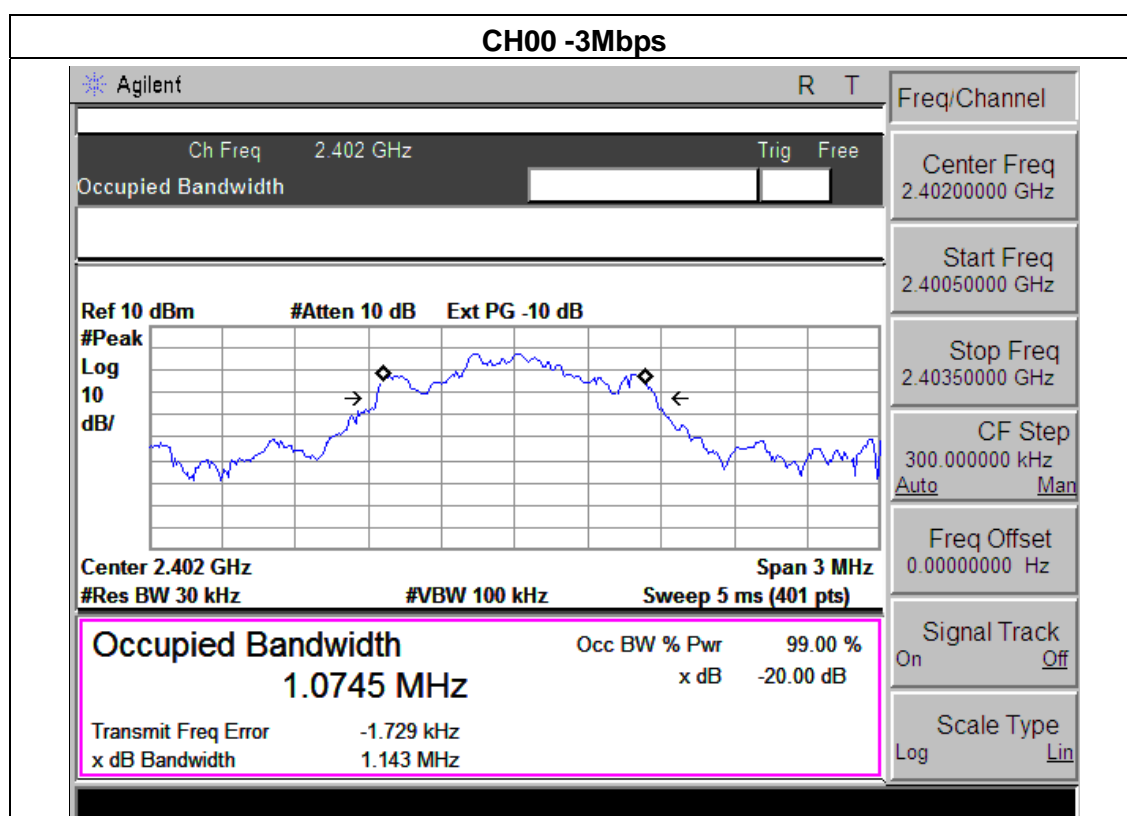 CH00 -3Mbps
Agilent R T
Ch Freq 2.402 GHz Trig Free
Occupied Bandwidth
Ref 10 dBm #Atten 10 dB Ext PG -10 dB
#Peak
Log
10
dB/
Center 2.402 GHz Span 3 MHz
#Res BW 30 kHz #VBW 100 kHz Sweep 5 ms (401 pts)
Occupied Bandwidth Occ BW % Pwr 99.00 %
1.0745 MHz x dB -20.00 dB
Transmit Freq Error -1.729 kHz
x dB Bandwidth 1.143 MHz
Freq/Channel
Center Freq
2.40200000 GHz
Start Freq
2.40050000 GHz
Stop Freq
2.40350000 GHz
CF Step
300.000000 kHz
Auto Man
Freq Offset
0.00000000 Hz
Signal Track
On Off
Scale Type
Log Lin